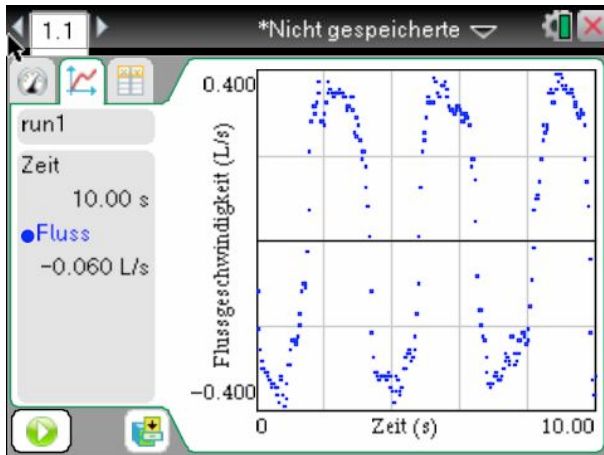 1.1
*Nicht gespeicherte
run1
Zeit
10.00 s
Fluss
-0.060 L/s
0.400
Flussgeschwindigkeit (L/s)
-0.400
0
Zeit (s)
10.00